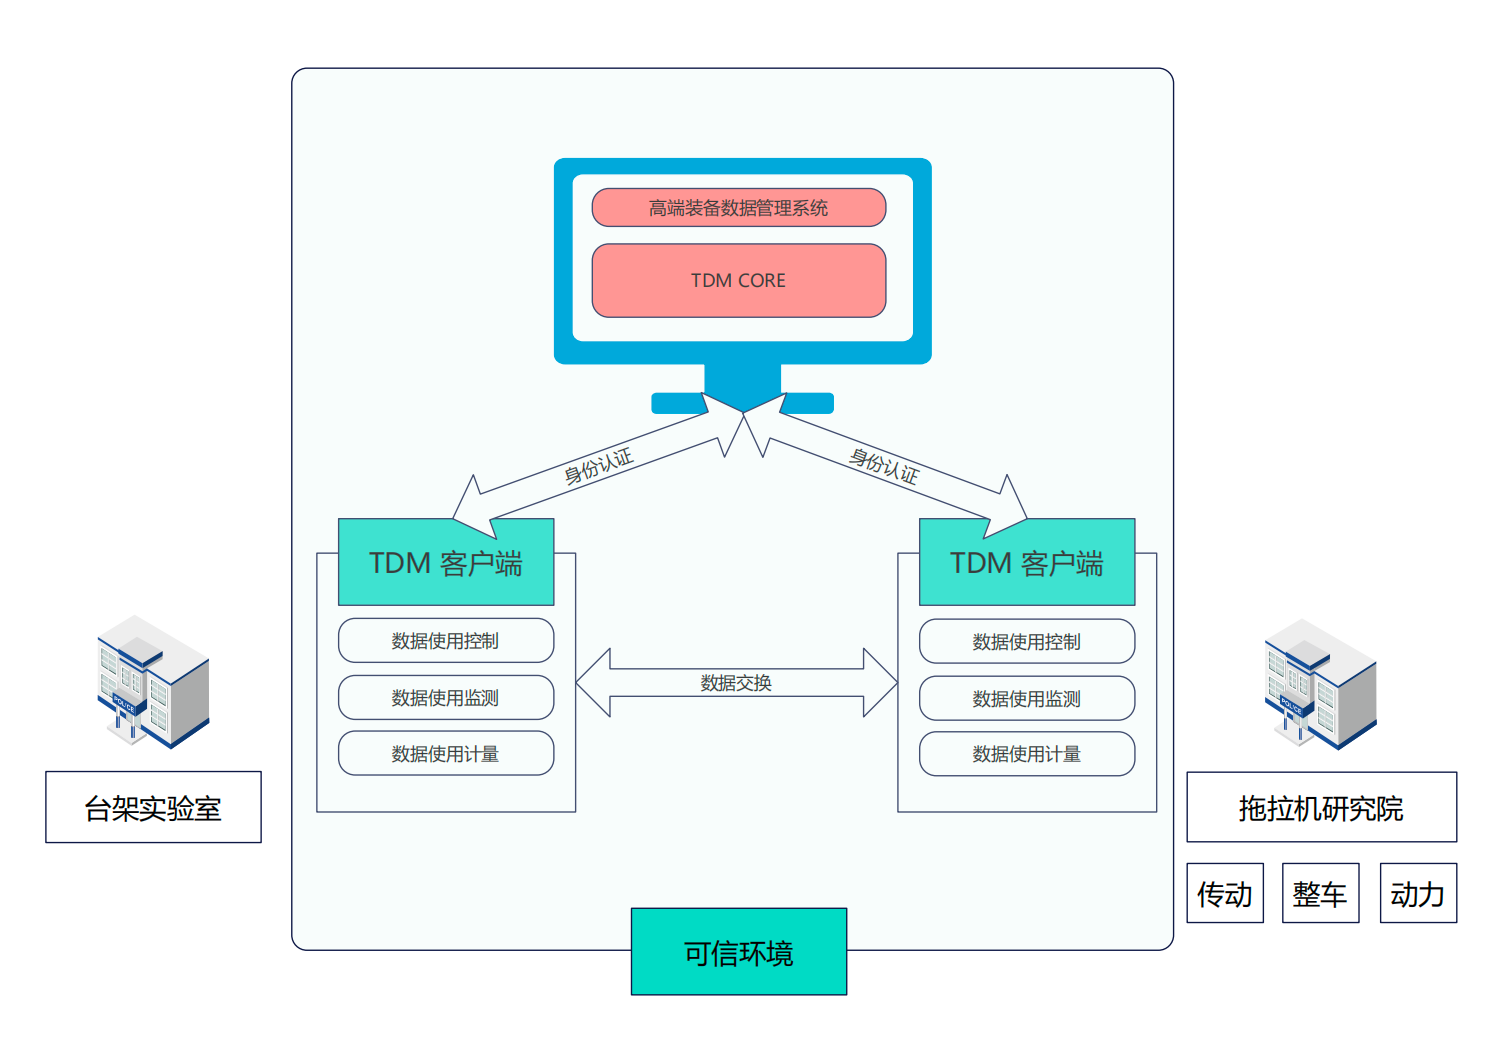 高端装备数据管理系统
TDM CORE
身份认证
身份认证
TDM 客户端
TDM 客户端
数据使用控制
数据使用监测
数据使用计量
数据交换
数据使用控制
数据使用监测
数据使用计量
POLICE
台架实验室
POLICE
拖拉机研究院
传动
整车
动力
可信环境